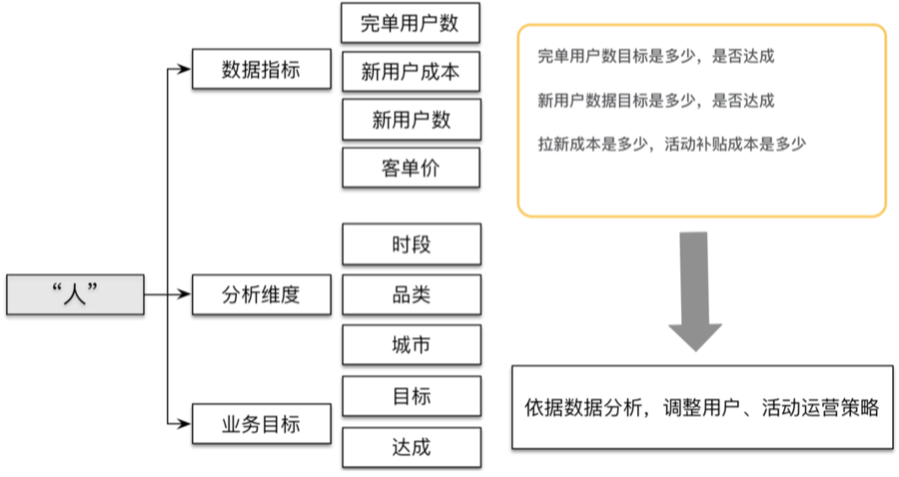 “人”
数据指标
完单用户数
新用户成本
新用户数
客单价
分析维度
时段
品类
城市
业务目标
目标
达成
完单用户数目标是多少，是否达成
新用户数据目标是多少，是否达成
拉新成本是多少，活动补贴成本是多少
依据数据分析，调整用户、活动运营策略